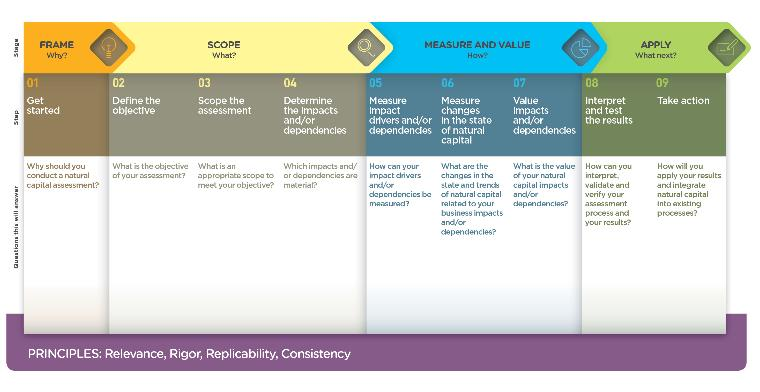 Stage
FRAME
Why?
SCOPE
What?
MEASURE AND VALUE
How?
APPLY
What next?
Step
01
Get
started
02
Define the
objective
03
Scope the
assessment
04
Determine
the impacts
and/or
dependencies
05
Measure
impact
drivers and/or
dependencies
06
Measure
changes
in the state
of natural
capital
07
Value
impacts
and/or
dependencies
08
Interpret
and test
the results
09
Take action
Questions this will answer
Why should you
conduct a natural
capital assessment?
What is the objective
of your assessment?
What is an
appropriate scope to
meet your objective?
Which impacts and/
or dependencies are
material?
How can your
impact drivers
and/or
dependencies be
measured?
What are the
changes in the
state and trends
of natural capital
related to your
business impacts
and/or
dependencies?
What is the value
of your natural
capital impacts
and/or
dependencies?
How can you
interpret,
validate and
verify your
assessment
process and
your results?
How will you
apply your results
and integrate
natural capital
into existing
processes?
PRINCIPLES: Relevance, Rigor, Replicability, Consistency